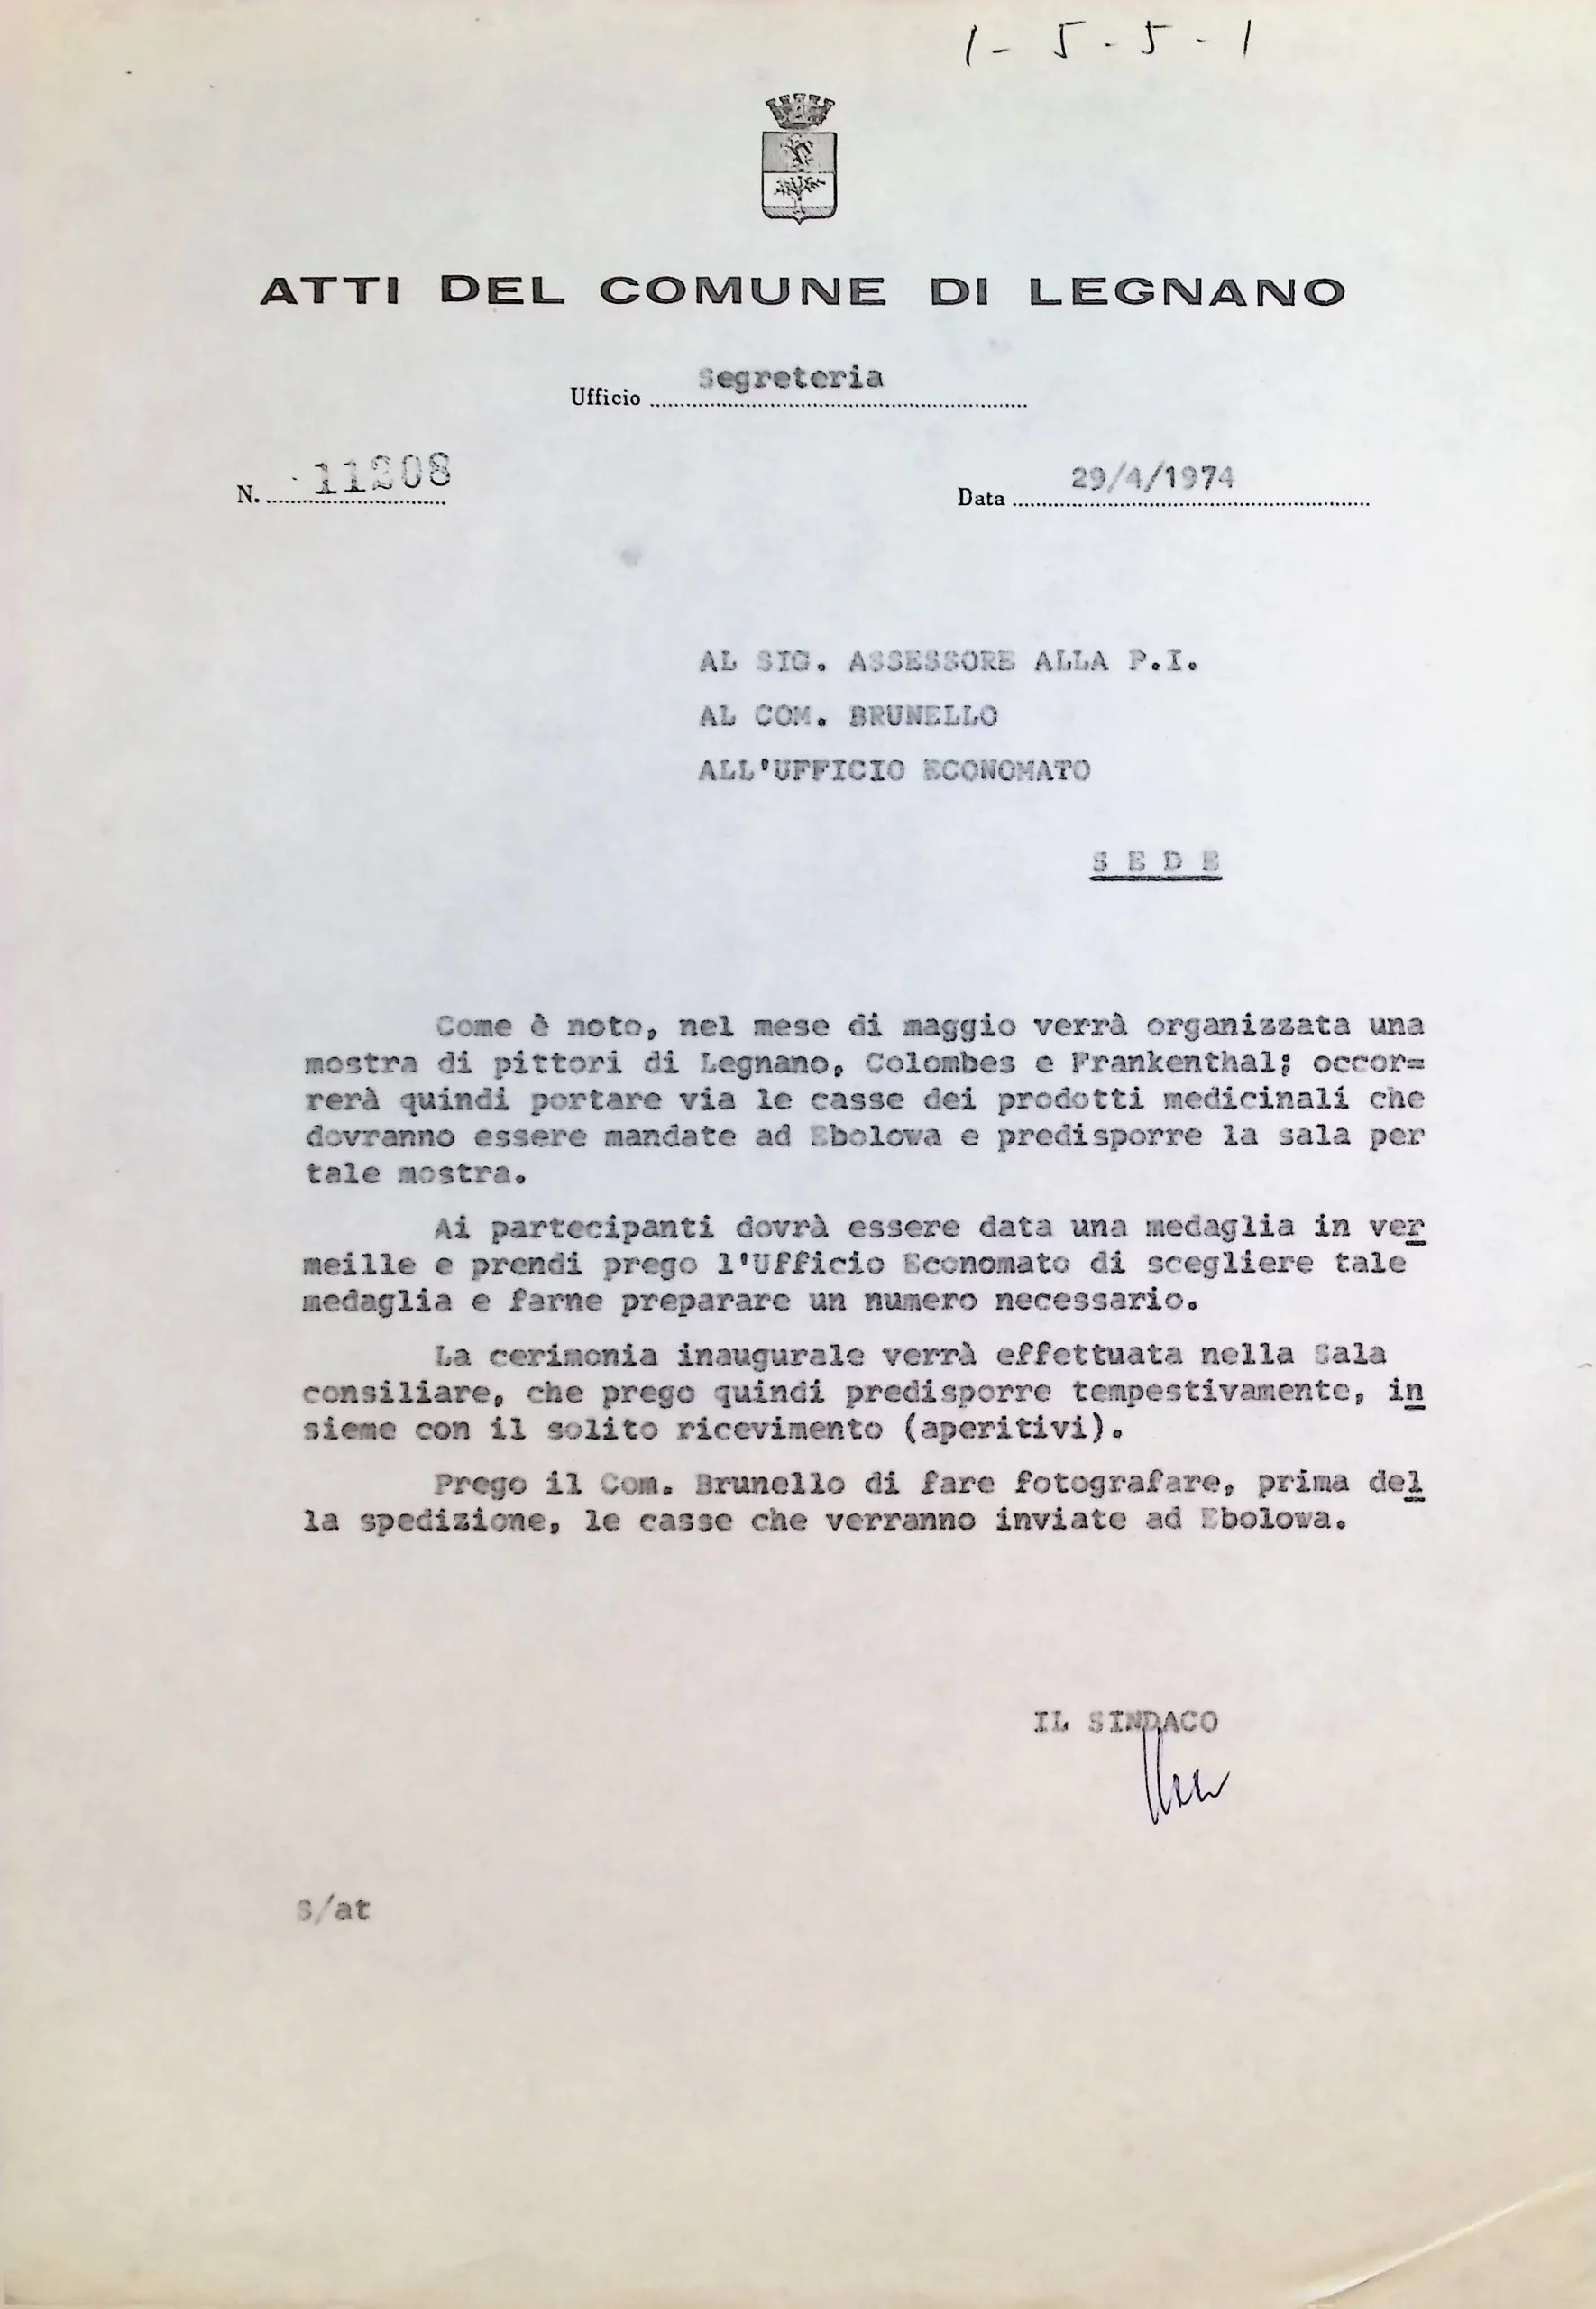 1-5.5-1
ATTI DEL COMUNE DI LEGNANO
Ufficio Segreteria
N. 11208
Data 29/4/1974
AL SIG. ASSESSORE ALLA P.I.
AL COM. BRUNELLO
ALL'UFFICIO ECONOMATO
S E D E
Come è noto, nel mese di maggio verrà organizzata una
mostra di pittori di Legnano, Colombes e Frankenthal; occor=
rerà quindi portare via le casse dei prodotti medicinali che
dovranno essere mandate ad Ebolowa e predisporre la sala per
tale mostra.
Ai partecipanti dovrà essere data una medaglia in ver
meille e prendi prego l'Ufficio Economato di scegliere tale
medaglia e farne preparare un numero necessario.
La cerimonia inaugurale verrà effettuata nella Sala
consiliare, che prego quindi predisporre tempestivamente, in
sieme con il solito ricevimento (aperitivi).
Prego il Com. Brunello di fare fotografare, prima del
la spedizione, le casse che verranno inviate ad Ebolowa.
IL SINDACO
S/at